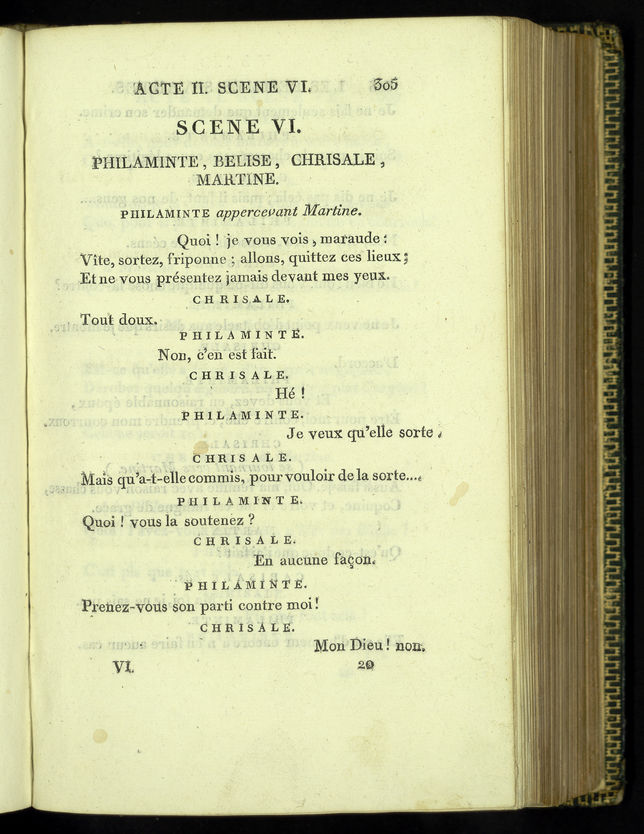 ACTE II. SCENE VI. 305
SCENE VI.
PHILAMINTE, BELISE, CHRISALE,
MARTINE.
PHILAMINTE appercevant Martine.
Quoi ! je vous vois, maraude :
Vîte, sortez, friponne ; allons, quittez ces lieux;
Et ne vous présentez jamais devant mes yeux.
CHRISALE.
Tout doux.
PHILAMINTE.
Non, c'en est fait.
CHRISALE.
Hé !
PHILAMINTE.
Je veux qu'elle sorte.
CHRISALE.
Mais qu'a-t-elle commis, pour vouloir de la sorte....
PHILAMINTE.
Quoi ! vous la soutenez ?
CHRISALE.
En aucune façon.
PHILAMINTE.
Prenez-vous son parti contre moi !
CHRISALE.
Mon Dieu ! non.
VI. 20